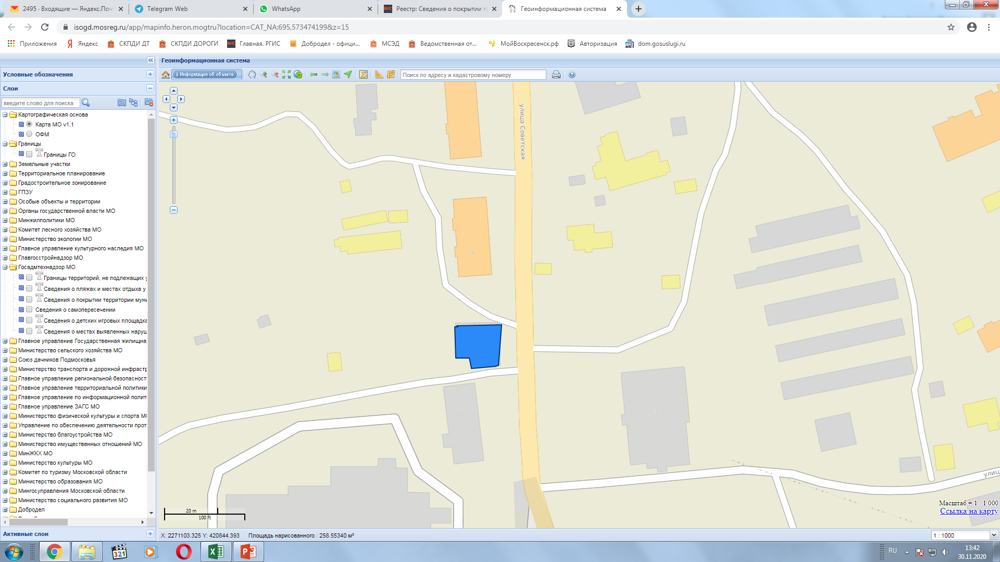 2495 · Входящие — Яндекс.Поч
Telegram Web
WhatsApp
Реестр: Сведения о покрытии т
Геоинформационная система
isogd.mosreg.ru/app/mapinfo.heron.mogtru?location=CAT_NA:695,573474199&z=15
Приложения
Яндекс
СКПДИ ДТ
СКПДИ ДОРОГИ
Главная. РГИС
Добродел - офици...
МСЭД
Ведомственная от...
МойВоскресенск.рф
Авторизация
dom.gosuslugi.ru
Геоинформационная система
Условные обозначения
Информация об объекте
Поиск по адресу и кадастровому номеру
Слои
введите слово для поиска
Картографическая основа
Карта МО v1.1
ОФМ
Границы
Границы ГО
Земельные участки
Территориальное планирование
Градостроительное зонирование
ГПЗУ
Особые объекты и территории
Органы государственной власти МО
Минжилполитики МО
Комитет лесного хозяйства МО
Министерство экологии МО
Главное управление культурного наследия МО
Главгосстройнадзор МО
Госадмтехнадзор МО
Границы территорий, не подлежащих у
Сведения о пляжах и местах отдыха у
Сведения о покрытии территории муни
Сведения о самопересечении
Сведения о детских игровых площадка
Сведения о местах выявленных наруш
Главное управление Государственная жилищна
Министерство сельского хозяйства МО
Союз дачников Подмосковья
Министерство транспорта и дорожной инфрастр
Главное управление региональной безопасност
Главное управление территориальной политики
Главное управление по информационной полит
Главное управление ЗАГС МО
Министерство физической культуры и спорта МО
Управление по обеспечению деятельности прот
Министерство благоустройства МО
Министерство имущественных отношений МО
МинЖКХ МО
Министерство культуры МО
Комитет по туризму Московской области
Министерство образования МО
Мингосуправления Московской области
Министерство социального развития МО
Добродел
Активные слои
улица Советская
6
2
3
улиц
20 m
100 ft
Масштаб = 1 : 1 000
Ссылка на карту
X: 2271103.325 Y: 420844.393
Площадь нарисованного : 258.55340 м²
1 : 1000
321
RU
13:42
30.11.2020